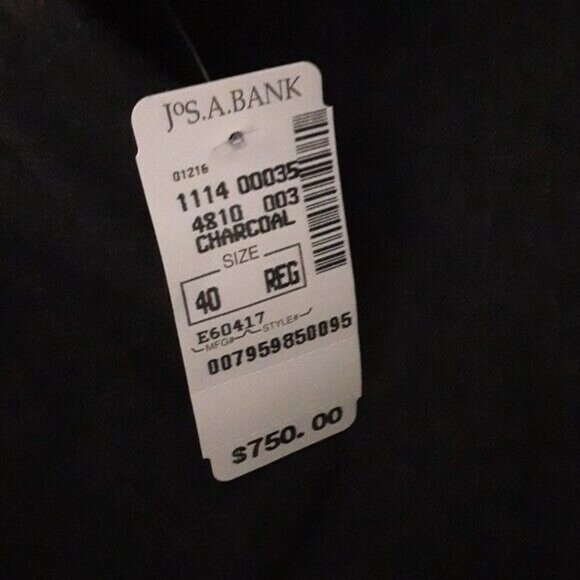 JoS.A.BANK
01216
1114 00035
4810 003
CHARCOAL
SIZE
40 REG
E60417
MFG# STYLE#
007959850095
$750.00